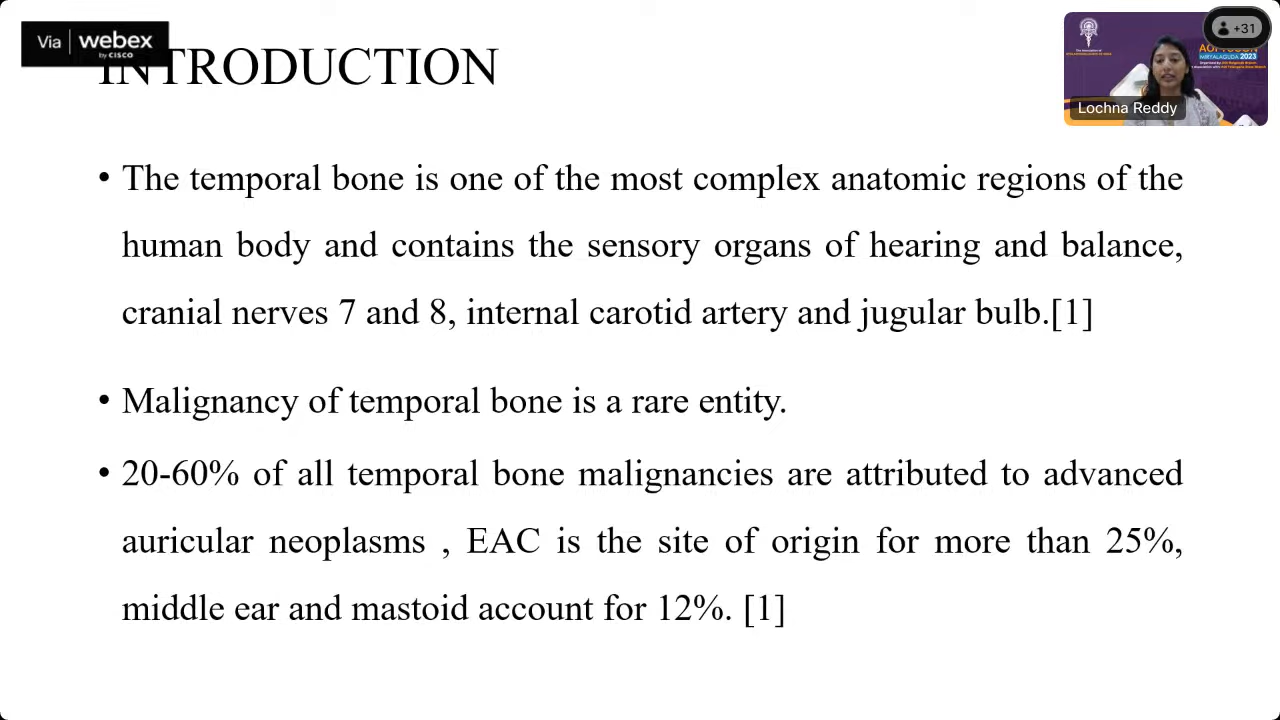 Via webex
by CISCO
INTRODUCTION
+31
MIRYALAGUDA 2023
Lochna Reddy
• The temporal bone is one of the most complex anatomic regions of the
human body and contains the sensory organs of hearing and balance,
cranial nerves 7 and 8, internal carotid artery and jugular bulb.[1]
• Malignancy of temporal bone is a rare entity.
• 20-60% of all temporal bone malignancies are attributed to advanced
auricular neoplasms , EAC is the site of origin for more than 25%,
middle ear and mastoid account for 12%. [1]